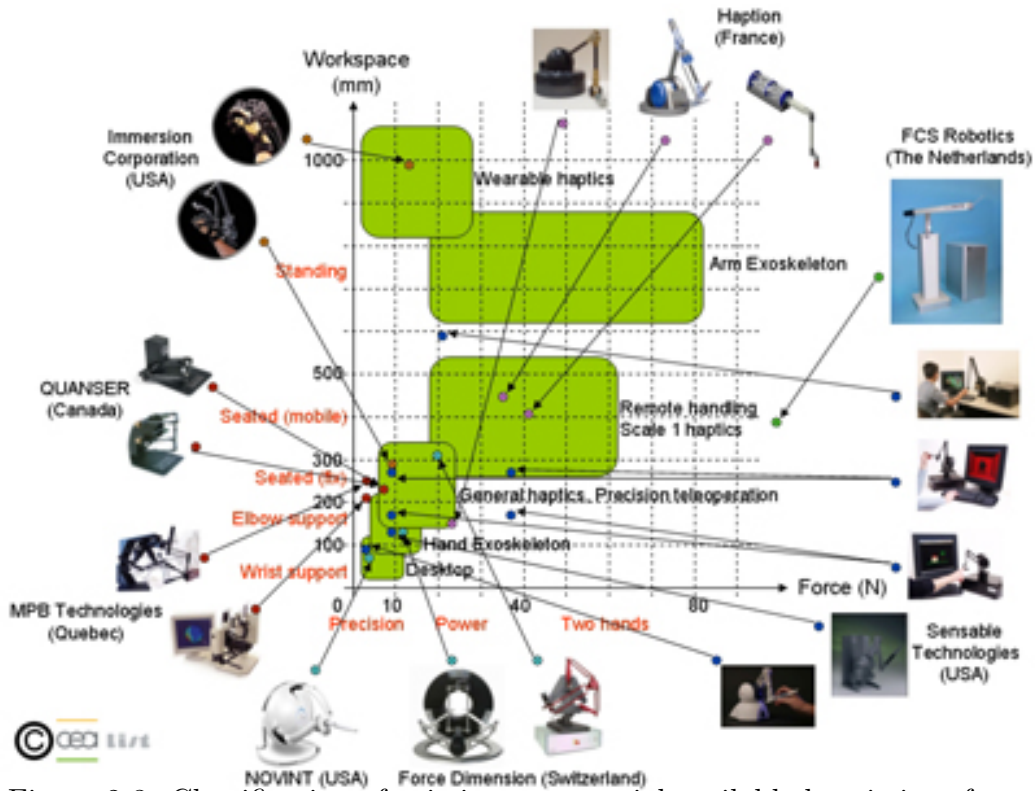 Haption
(France)
Workspace
(mm)
Immersion
Corporation
(USA)
FCS Robotics
(The Netherlands)
1000
Wearable haptics
Standing
Arm Exoskeleton
500
QUANSER
(Canada)
Seated (mobile)
Remote handling
Scale 1 haptics
300
Seated (fix)
200
General haptics, Precision teleoperation
Elbow support
100
Hand Exoskeleton
Wrist support
Desktop
Force (N)
0 10 40 80
Precision Power Two hands
MPB Technologies
(Quebec)
Sensable
Technologies
(USA)
© cea list
NOVINT (USA) Force Dimension (Switzerland)